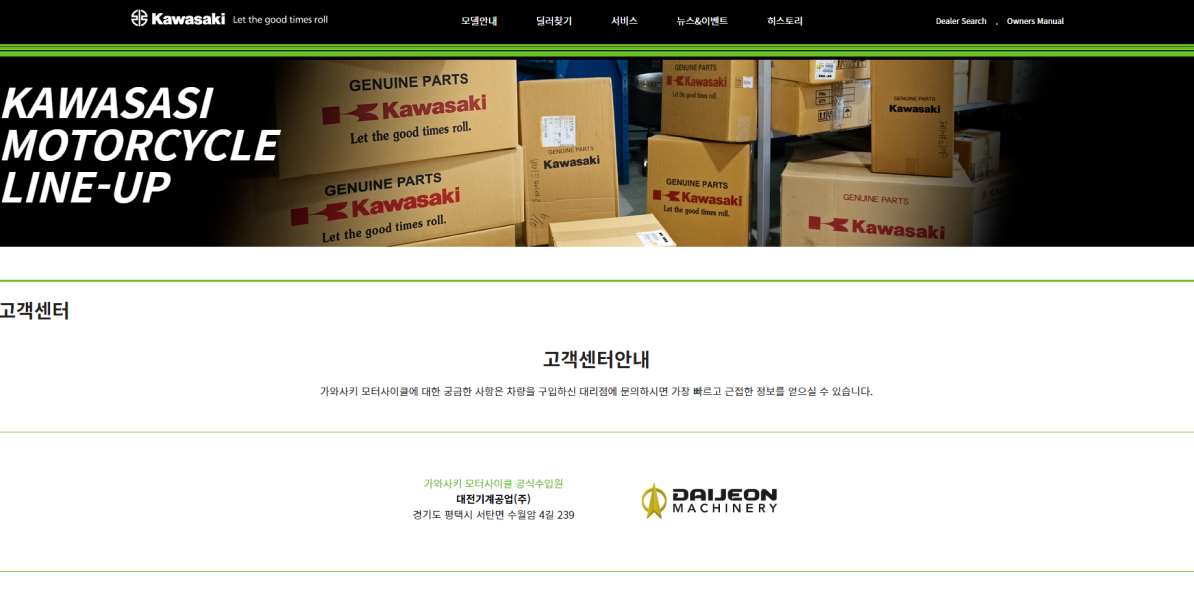 Kawasaki Let the good times roll
모델안내 딜러찾기 서비스 뉴스&이벤트 히스토리
Dealer Search . Owners Manual
KAWASASI
MOTORCYCLE
LINE-UP
GENUINE PARTS
Kawasaki
Let the good times roll.
GENUINE PARTS
Kawasaki
Let the good times roll.
GENUINE PARTS
Kawasaki
GENUINE PARTS
Kawasaki
Let the good times roll.
GENUINE PARTS
Kawasaki
Let the good times roll.
GENUINE PARTS
Kawasaki
GENUINE PARTS
Kawasaki
고객센터
고객센터안내
가와사키 모터사이클에 대한 궁금한 사항은 차량을 구입하신 대리점에 문의하시면 가장 빠르고 근접한 정보를 얻으실 수 있습니다.
가와사키 모터사이클 공식수입원
대전기계공업(주)
경기도 평택시 서탄면 수월암 4길 239
DAIJEON
MACHINERY